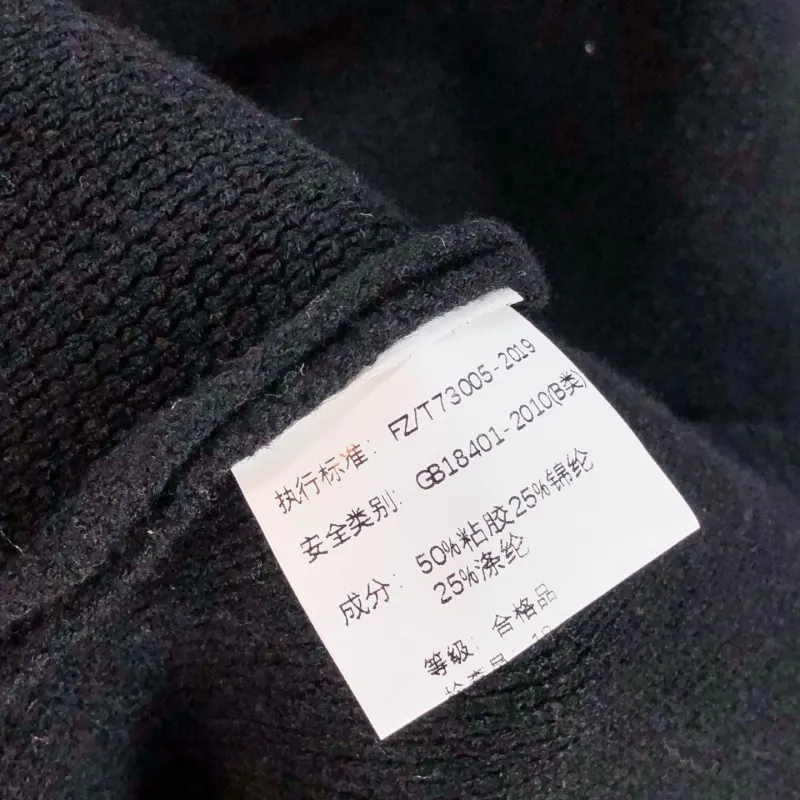 执行标准：FZ/T73005-2019
安全类别：GB18401-2010(B类)
成分：50%粘胶25%锦纶
25%涤纶
等级：合格品